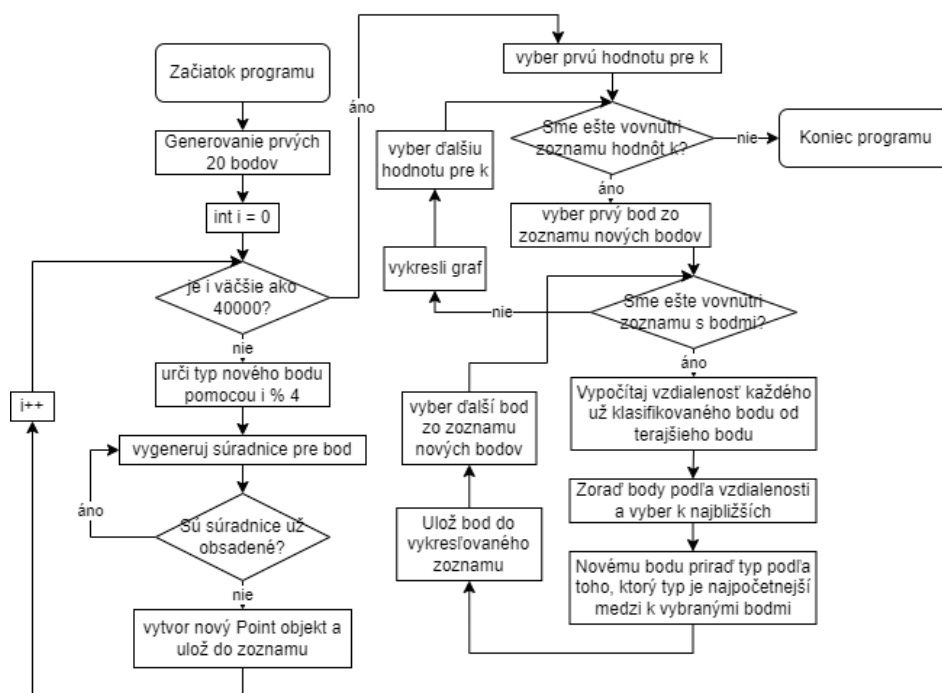 Začiatok programu
Generovanie prvých
20 bodov
int i = 0
je i väčšie ako
40000?
áno
nie
urči typ nového bodu
pomocou i % 4
i++
vygeneruj súradnice pre bod
áno
Sú súradnice už
obsadené?
nie
vytvor nový Point objekt a
ulož do zoznamu
vyber prvú hodnotu pre k
Sme ešte vovnútri
zoznamu hodnôt k?
nie
Koniec programu
áno
vyber prvý bod zo
zoznamu nových bodov
vyber ďalšiu
hodnotu pre k
vykresli graf
nie
Sme ešte vovnútri
zoznamu s bodmi?
áno
Vypočítaj vzdialenosť každého
už klasifikovaného bodu od
terajšieho bodu
Zoraď body podľa vzdialenosti
a vyber k najbližších
Novému bodu priraď typ podľa
toho, ktorý typ je najpočetnejší
medzi k vybranými bodmi
Ulož bod do
vykresľovaného
zoznamu
vyber ďalší bod
zo zoznamu
nových bodov